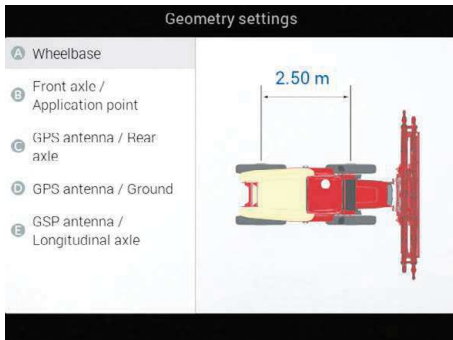 Geometry settings
A Wheelbase
2.50 m
B Front axle /
Application point
C GPS antenna / Rear
axle
D GPS antenna / Ground
E GSP antenna /
Longitudinal axle